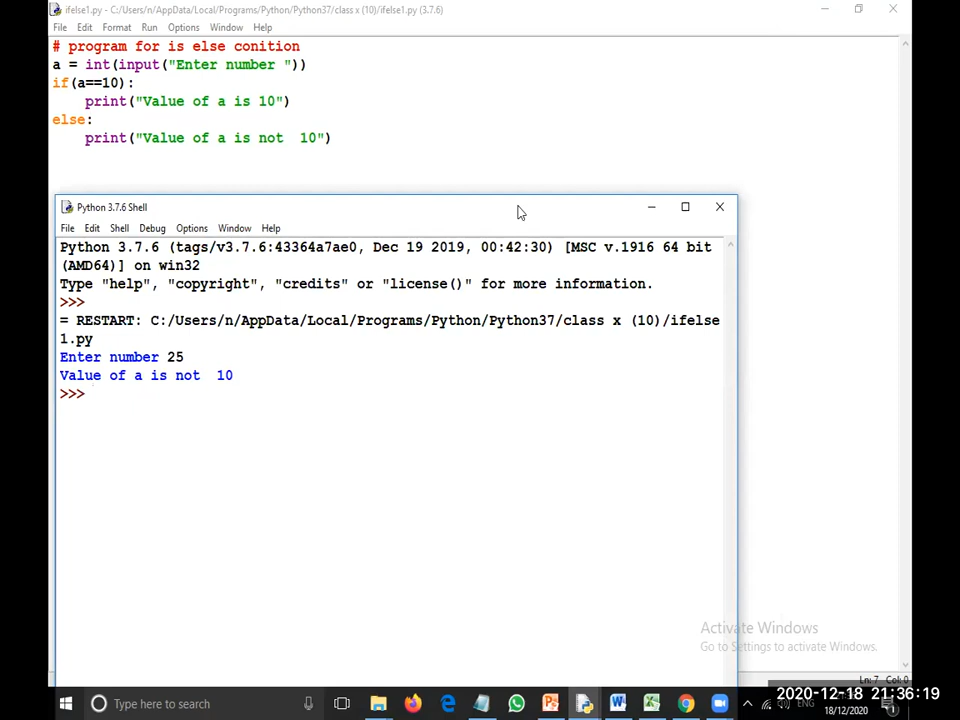 ifelse1.py - C:/Users/n/AppData/Local/Programs/Python/Python37/class x (10)/ifelse1.py (3.7.6)
File Edit Format Run Options Window Help
# program for is else conition
a = int(input("Enter number "))
if(a==10):
    print("Value of a is 10")
else:
    print("Value of a is not  10")
Python 3.7.6 Shell
File Edit Shell Debug Options Window Help
Python 3.7.6 (tags/v3.7.6:43364a7ae0, Dec 19 2019, 00:42:30) [MSC v.1916 64 bit
(AMD64)] on win32
Type "help", "copyright", "credits" or "license()" for more information.
>>>
= RESTART: C:/Users/n/AppData/Local/Programs/Python/Python37/class x (10)/ifelse
1.py
Enter number 25
Value of a is not  10
>>>
Activate Windows
Go to Settings to activate Windows.
Ln: 7 Col: 0
2020-12-18 21:36:19
Type here to search
18/12/2020